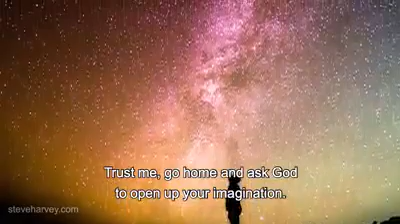 Trust me, go home and ask God
to open up your imagination.
steveharvey.com